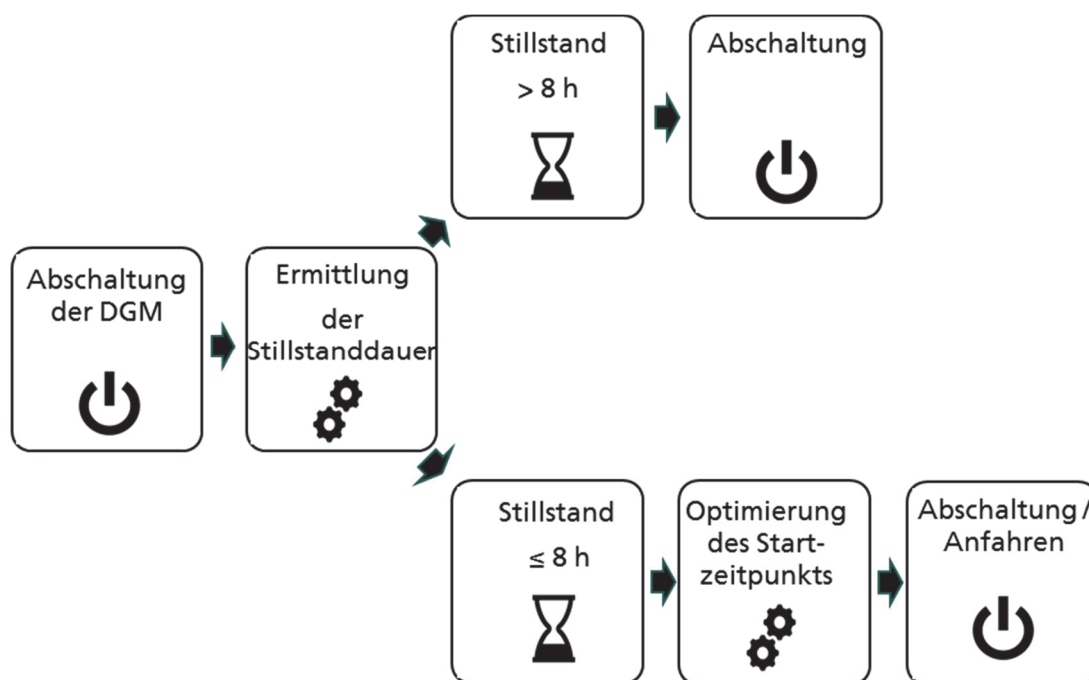 Abschaltung
der DGM
Ermittlung
der
Stillstanddauer
Stillstand
> 8 h
Abschaltung
Stillstand
≤ 8 h
Optimierung
des Start-
zeitpunkts
Abschaltung /
Anfahren